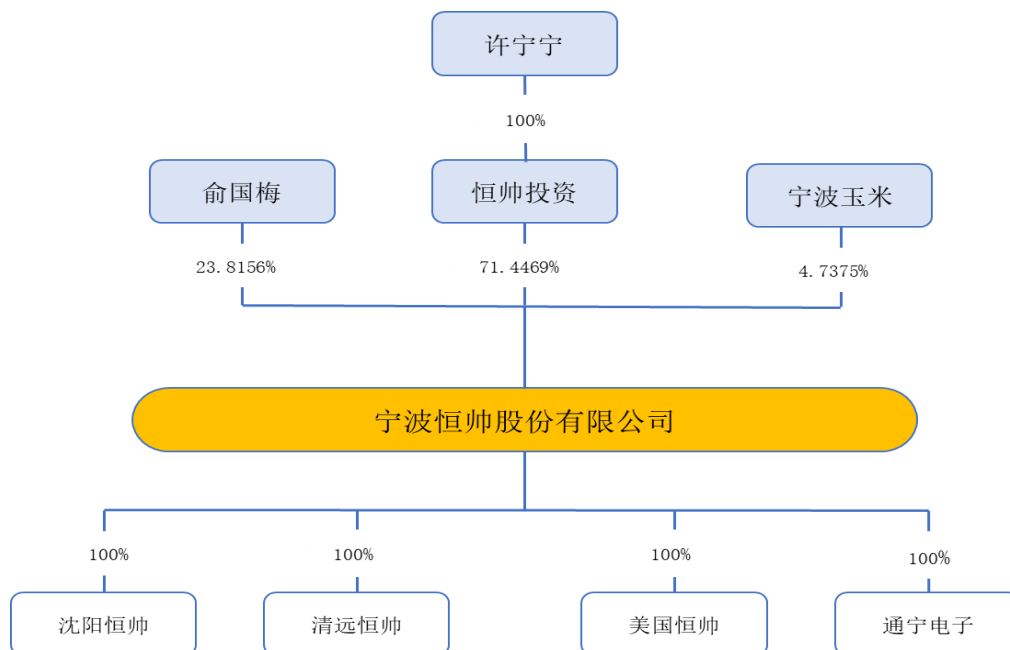 许宁宁
100%
俞国梅
恒帅投资
宁波玉米
23.8156%
71.4469%
4.7375%
宁波恒帅股份有限公司
100%
100%
100%
100%
沈阳恒帅
清远恒帅
美国恒帅
通宁电子